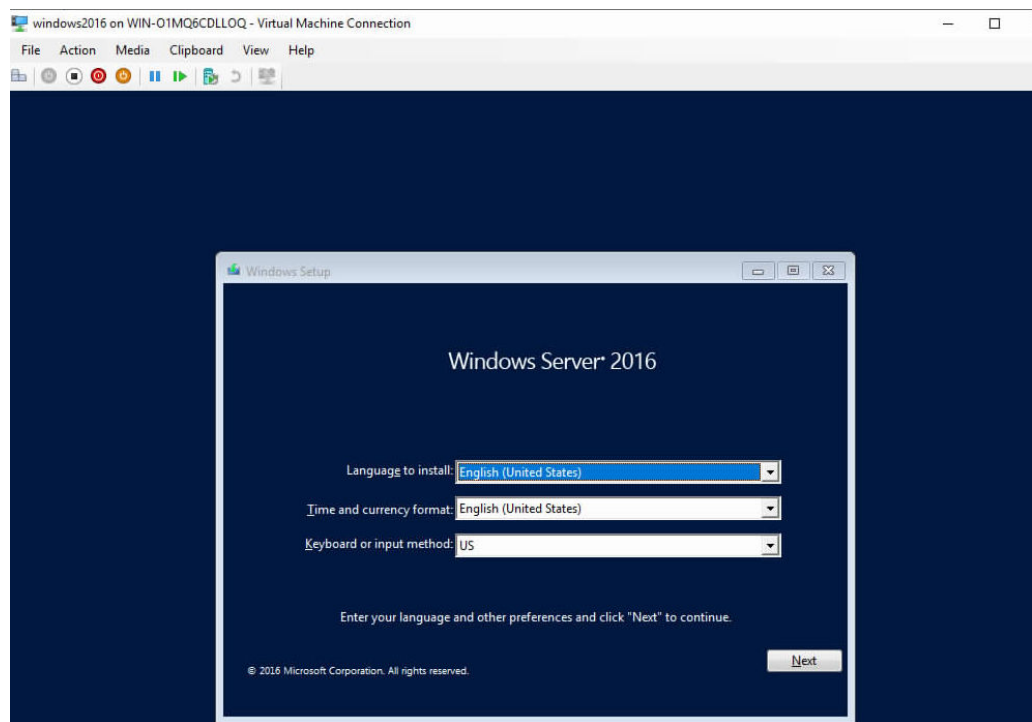 windows2016 on WIN-O1MQ6CDLLOQ - Virtual Machine Connection
File Action Media Clipboard View Help
Windows Setup
Windows Server® 2016
Language to install: English (United States)
Time and currency format: English (United States)
Keyboard or input method: US
Enter your language and other preferences and click "Next" to continue.
Next
© 2016 Microsoft Corporation. All rights reserved.